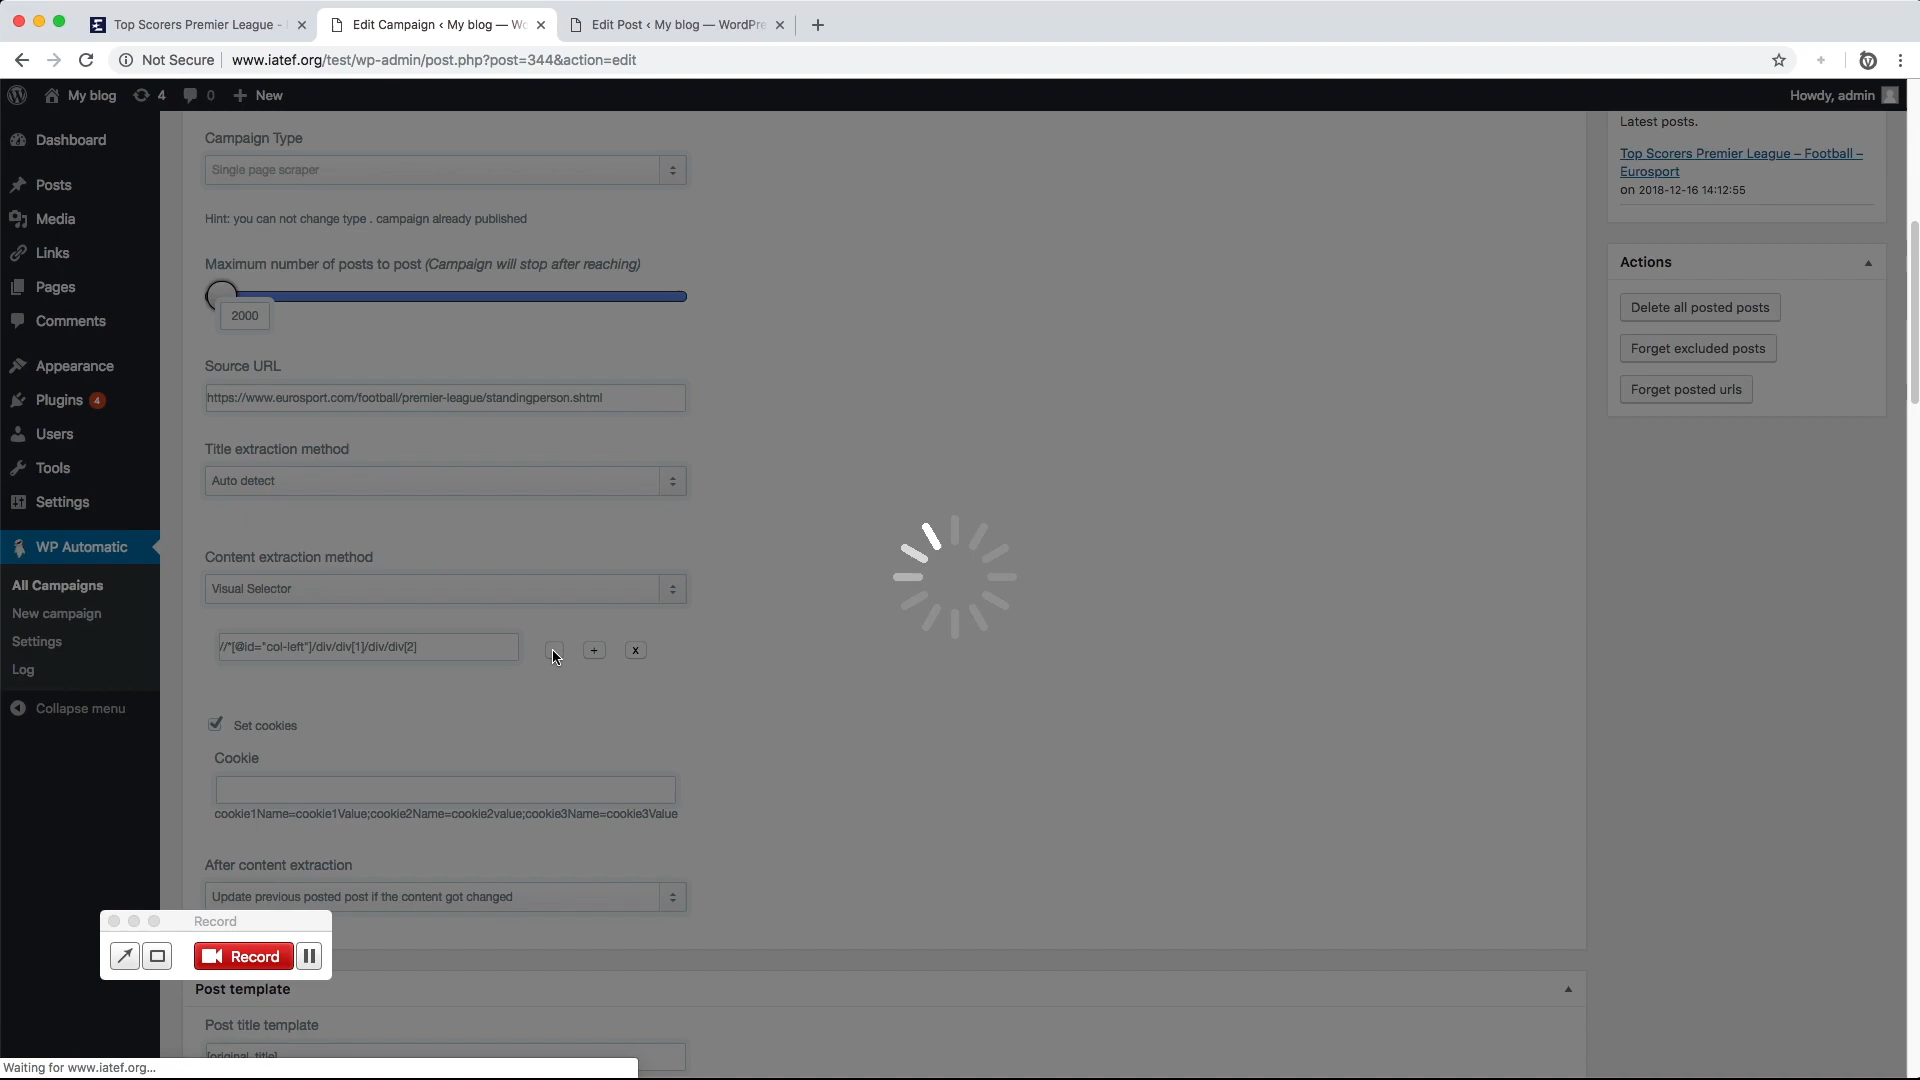 Top Scorers Premier League -
Edit Campaign ‹ My blog — Wo
Edit Post ‹ My blog — WordPre
Not Secure
www.iatef.org/test/wp-admin/post.php?post=344&action=edit
My blog
4
0
New
Howdy, admin
Dashboard
Posts
Media
Links
Pages
Comments
Appearance
Plugins 4
Users
Tools
Settings
WP Automatic
All Campaigns
New campaign
Settings
Log
Collapse menu
Campaign Type
Single page scraper
Hint: you can not change type . campaign already published
Maximum number of posts to post (Campaign will stop after reaching)
2000
Source URL
https://www.eurosport.com/football/premier-league/standingperson.shtml
Title extraction method
Auto detect
Content extraction method
Visual Selector
//*[@id="col-left"]/div/div[1]/div/div[2]
+
x
Set cookies
Cookie
cookie1Name=cookie1Value;cookie2Name=cookie2value;cookie3Name=cookie3Value
After content extraction
Update previous posted post if the content got changed
Post template
Post title template
[original_title]
Latest posts.
Top Scorers Premier League – Football –
Eurosport
on 2018-12-16 14:12:55
Actions
Delete all posted posts
Forget excluded posts
Forget posted urls
Record
Record
Waiting for www.iatef.org...